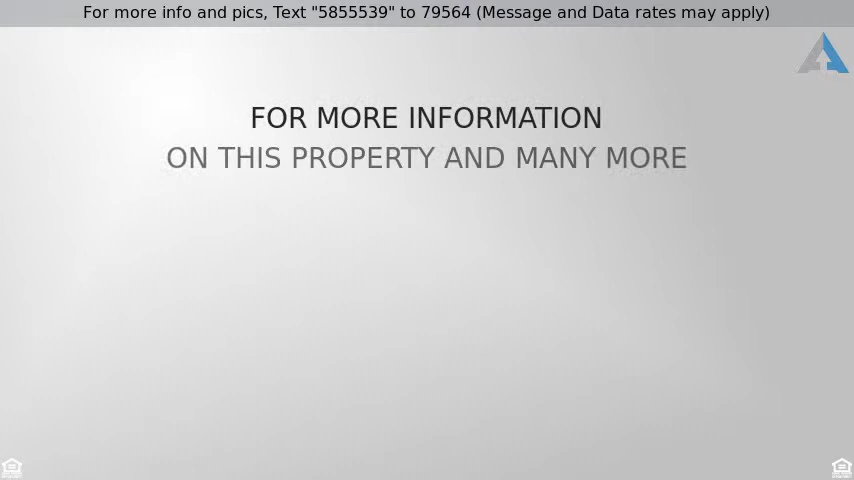 For more info and pics, Text "5855539" to 79564 (Message and Data rates may apply)
FOR MORE INFORMATION
ON THIS PROPERTY AND MANY MORE